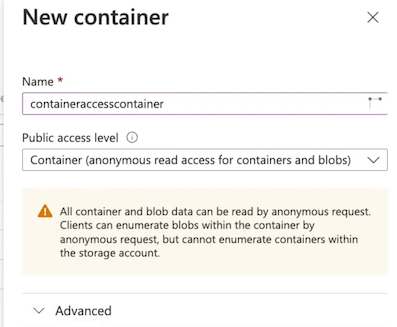 New container
Name *
containeraccesscontainer
Public access level
Container (anonymous read access for containers and blobs)
All container and blob data can be read by anonymous request.
Clients can enumerate blobs within the container by
anonymous request, but cannot enumerate containers within
the storage account.
Advanced